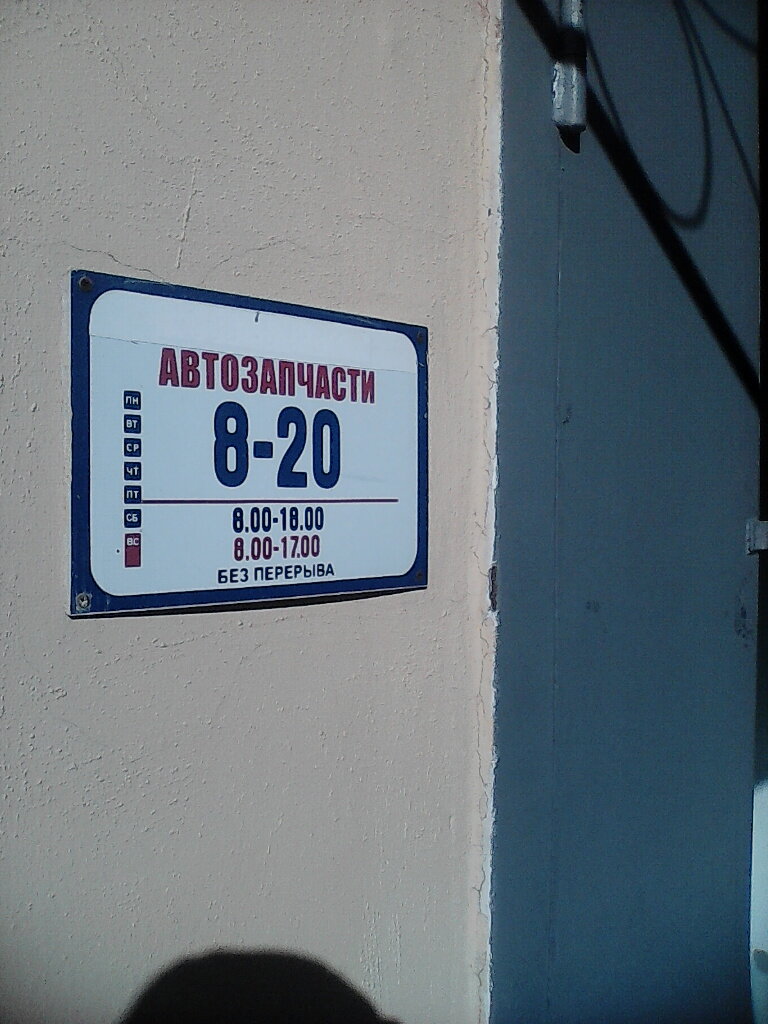 АВТОЗАПЧАСТИ
ПН
ВТ
СР
ЧТ
ПТ
8-20
СБ 8.00-18.00
ВС 8.00-17.00
БЕЗ ПЕРЕРЫВА